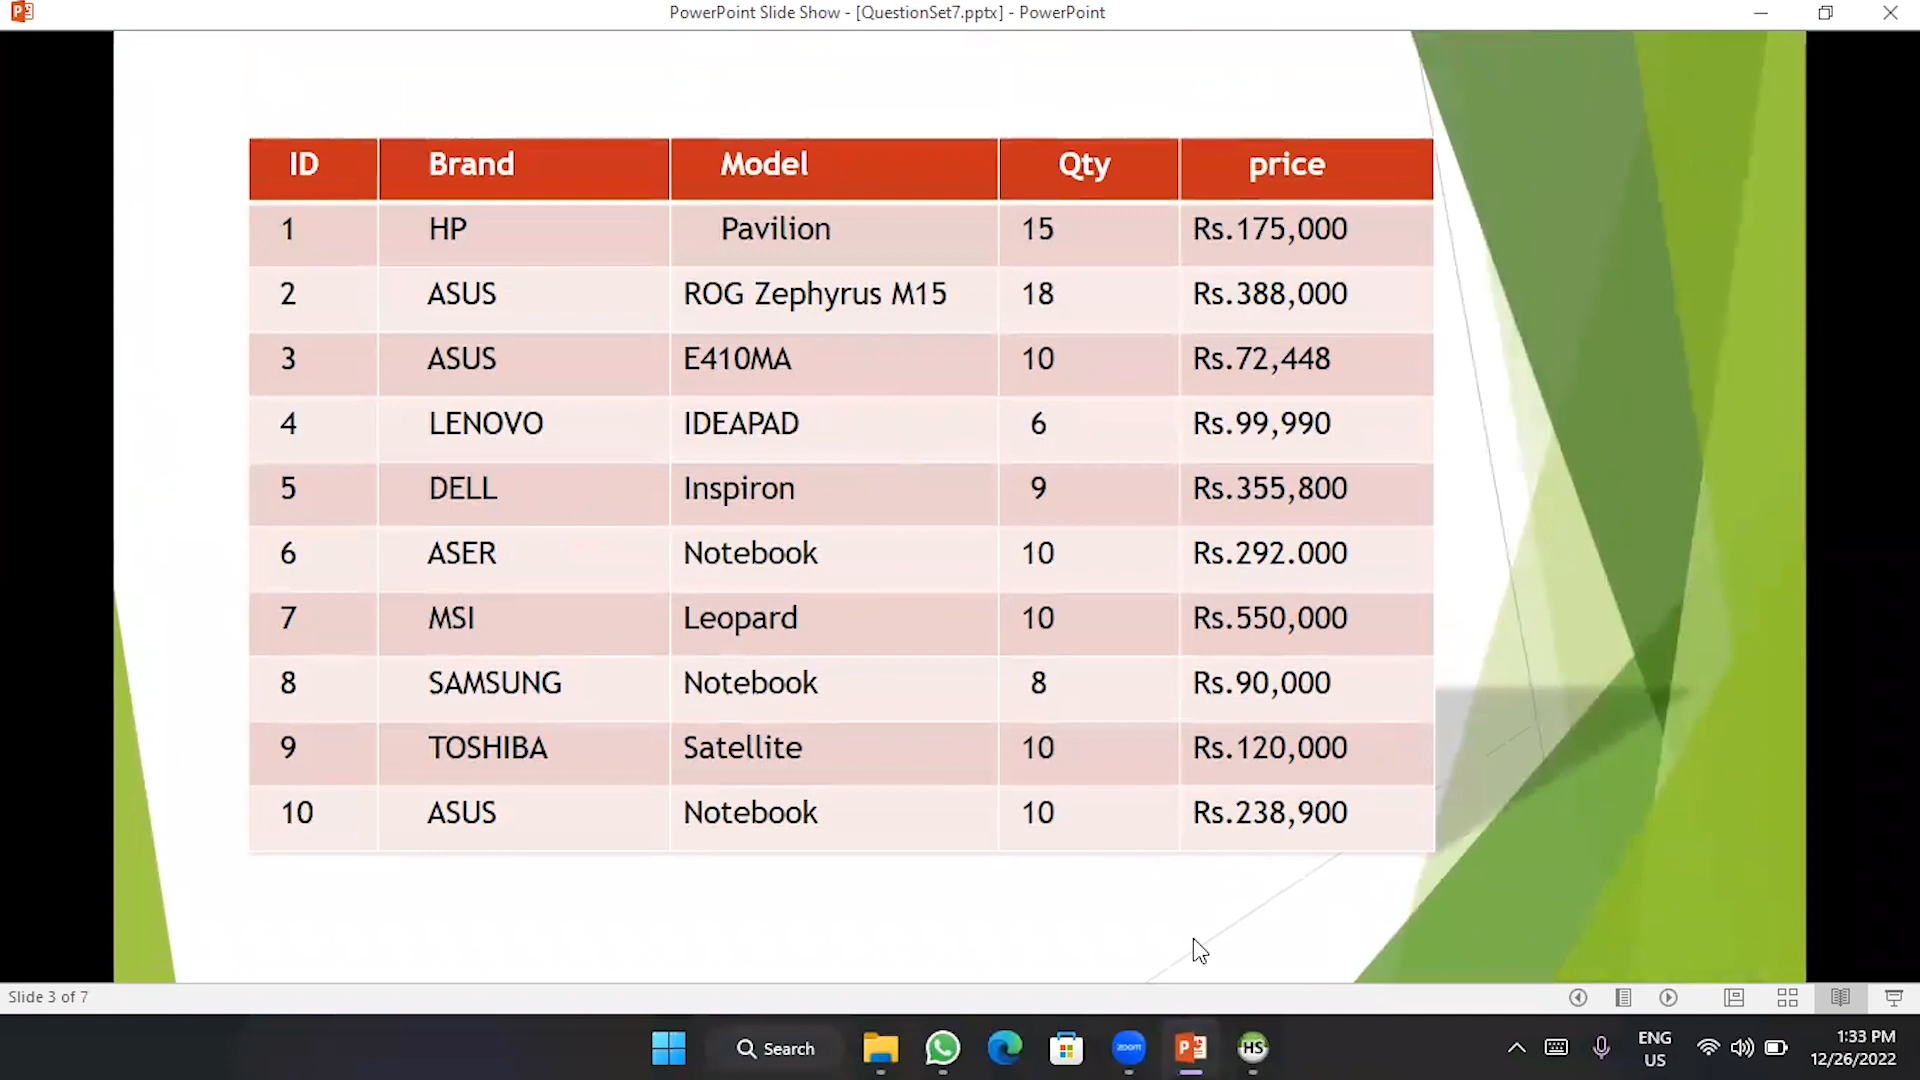 PowerPoint Slide Show - [QuestionSet7.pptx] - PowerPoint
ID Brand Model Qty price
1 HP Pavilion 15 Rs.175,000
2 ASUS ROG Zephyrus M15 18 Rs.388,000
3 ASUS E410MA 10 Rs.72,448
4 LENOVO IDEAPAD 6 Rs.99,990
5 DELL Inspiron 9 Rs.355,800
6 ASER Notebook 10 Rs.292.000
7 MSI Leopard 10 Rs.550,000
8 SAMSUNG Notebook 8 Rs.90,000
9 TOSHIBA Satellite 10 Rs.120,000
10 ASUS Notebook 10 Rs.238,900
Slide 3 of 7
Search
zoom
HS
ENG
US
1:33 PM
12/26/2022